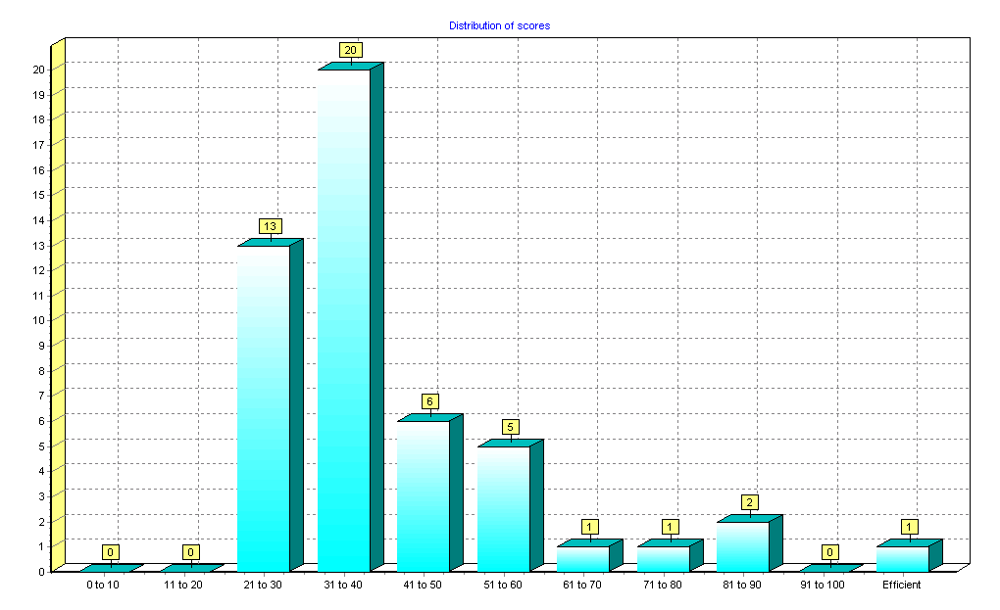 Distribution of scores
20
19
18
17
16
15
14
13
12
11
10
9
8
7
6
5
4
3
2
1
0
0
0
13
20
6
5
1
1
2
0
1
0 to 10
11 to 20
21 to 30
31 to 40
41 to 50
51 to 60
61 to 70
71 to 80
81 to 90
91 to 100
Efficient